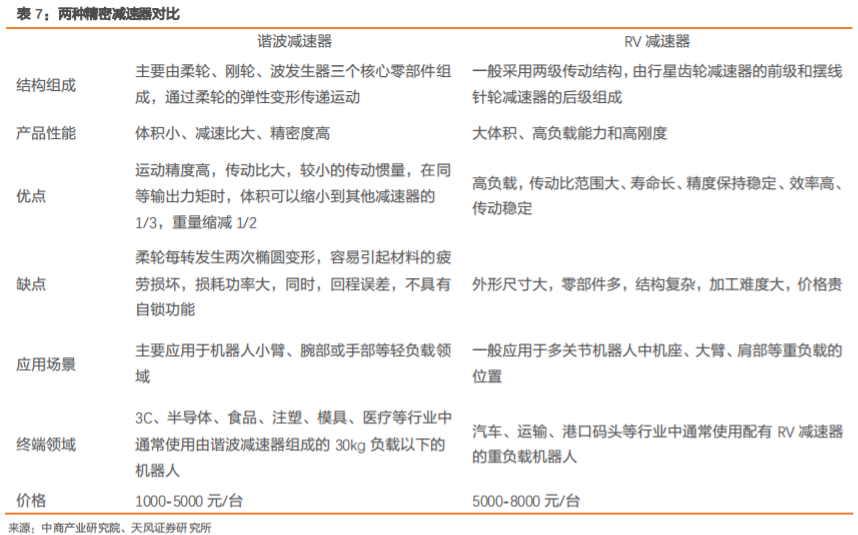 表 7：两种精密减速器对比
谐波减速器 RV 减速器
结构组成
主要由柔轮、刚轮、波发生器三个核心零部件组
成，通过柔轮的弹性变形传递运动
一般采用两级传动结构，由行星齿轮减速器的前级和摆线
针轮减速器的后级组成
产品性能 体积小、减速比大、精密度高 大体积、高负载能力和高刚度
优点
运动精度高，传动比大，较小的传动惯量，在同
等输出力矩时，体积可以缩小到其他减速器的
1/3，重量缩减 1/2
高负载，传动比范围大、寿命长、精度保持稳定、效率高、
传动稳定
缺点
柔轮每转发生两次椭圆变形，容易引起材料的疲
劳损坏，损耗功率大，同时，回程误差，不具有
自锁功能
外形尺寸大，零部件多，结构复杂，加工难度大，价格贵
应用场景
主要应用于机器人小臂、腕部或手部等轻负载领
域
一般应用于多关节机器人中机座、大臂、肩部等重负载的
位置
终端领域
3C、半导体、食品、注塑、模具、医疗等行业中
通常使用由谐波减速器组成的 30kg 负载以下的
机器人
汽车、运输、港口码头等行业中通常使用配有 RV 减速器
的重负载机器人
价格 1000-5000 元/台 5000-8000 元/台
来源：中商产业研究院、天风证券研究所